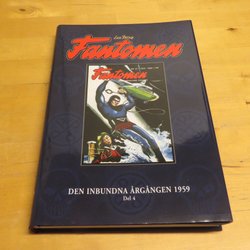 Lee Falk
Fantomen
Fantomen
DEN INBUNDNA ÅRGÅNGEN 1959
Del 4